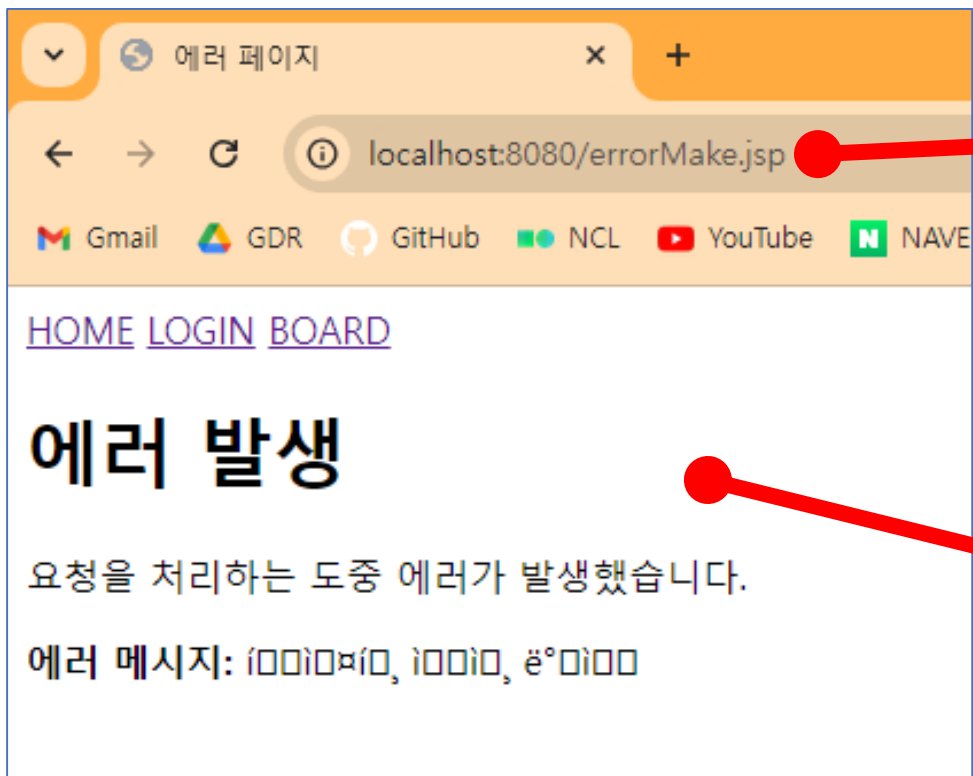 에러 페이지
localhost:8080/errorMake.jsp
Gmail GDR GitHub NCL YouTube NAVE
HOME LOGIN BOARD
에러 발생
요청을 처리하는 도중 에러가 발생했습니다.
에러 메시지: í□□ì□¤í□¸ ì□□ì□¸ ë°□ì□□